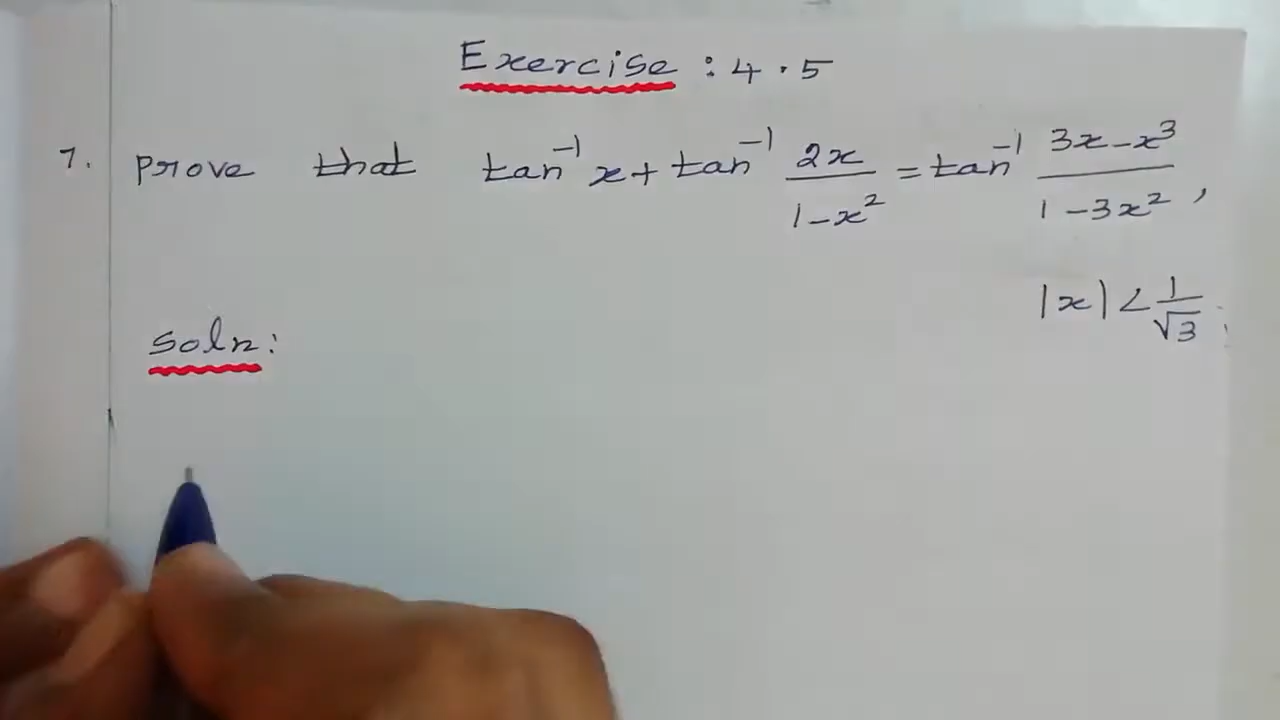 Exercise : 4.5
7. Prove that tan⁻¹ x + tan⁻¹ 2x/1-x² = tan⁻¹ 3x-x³/1-3x² ,
|x| < 1/√3
Soln: